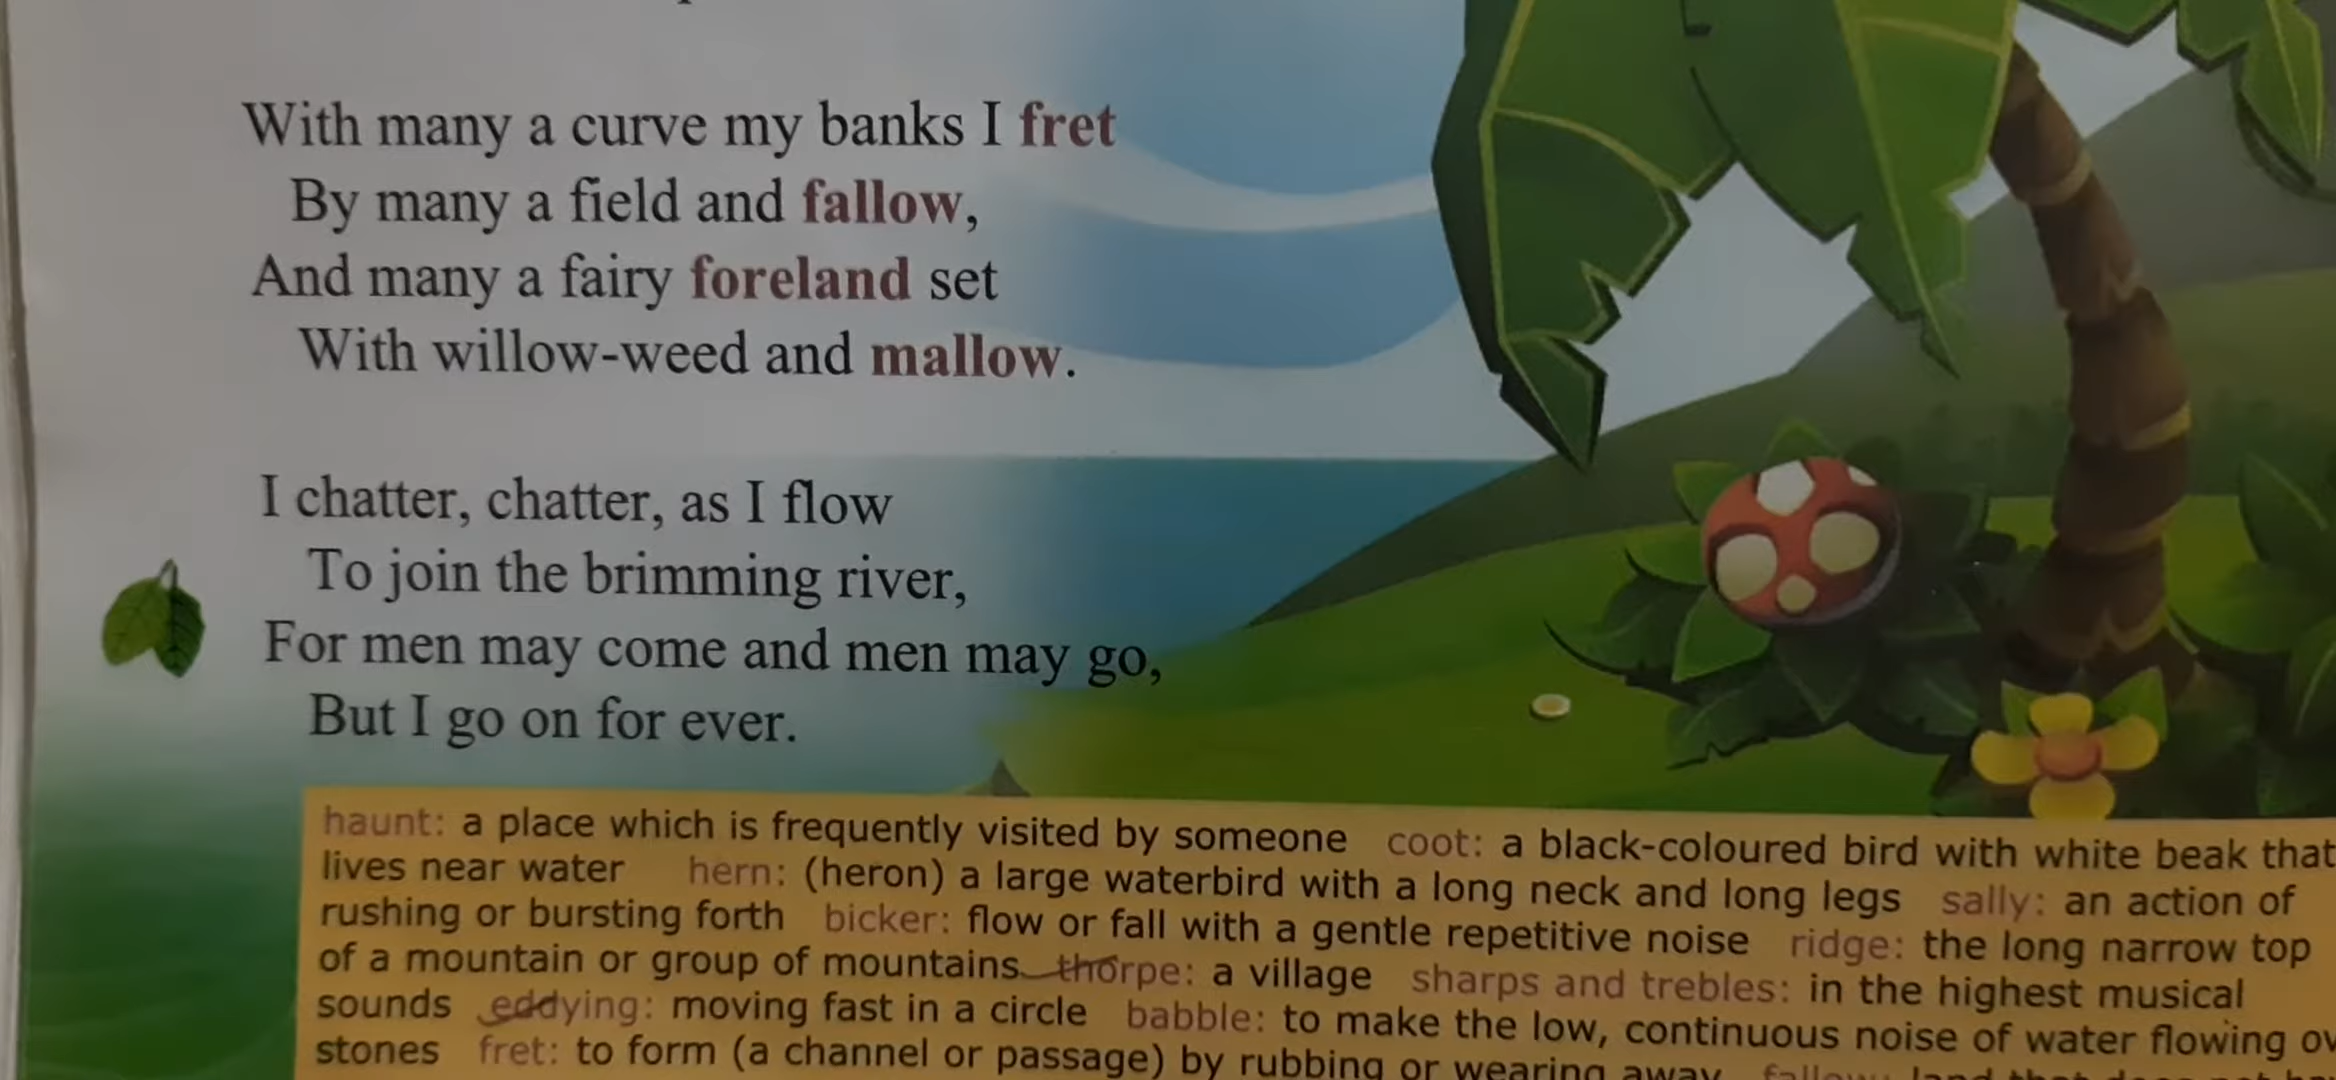 With many a curve my banks I fret
By many a field and fallow,
And many a fairy foreland set
With willow-weed and mallow.
I chatter, chatter, as I flow
To join the brimming river,
For men may come and men may go,
But I go on for ever.
haunt: a place which is frequently visited by someone coot: a black-coloured bird with white beak that
lives near water hern: (heron) a large waterbird with a long neck and long legs sally: an action of
rushing or bursting forth bicker: flow or fall with a gentle repetitive noise ridge: the long narrow top
of a mountain or group of mountains thorpe: a village sharps and trebles: in the highest musical
sounds eddying: moving fast in a circle babble: to make the low, continuous noise of water flowing
stones fret: to form (a channel or passage) by rubbing or wearing away fallow: land that does not